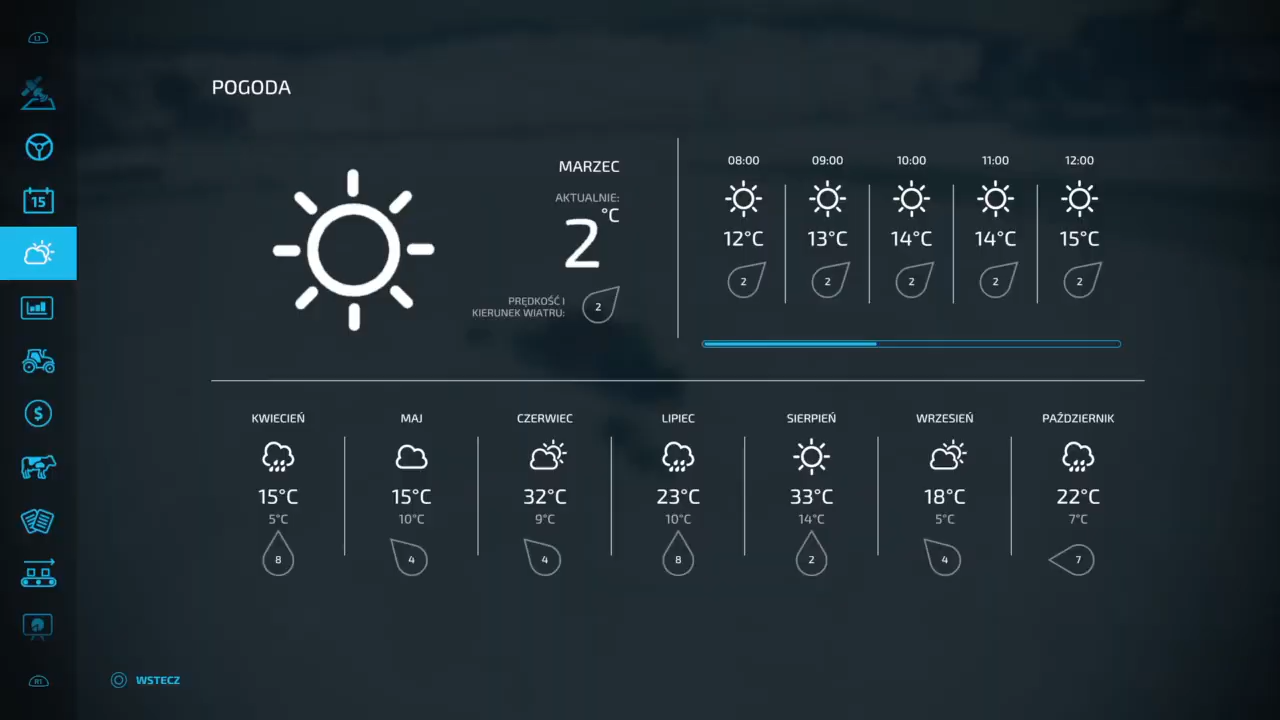 L1
POGODA
MARZEC
AKTUALNIE:
2°C
PRĘDKOŚĆ I
KIERUNEK WIATRU:
2
08:00 09:00 10:00 11:00 12:00
12°C 13°C 14°C 14°C 15°C
2 2 2 2 2
15
KWIECIEŃ MAJ CZERWIEC LIPIEC SIERPIEŃ WRZESIEŃ PAŹDZIERNIK
15°C 15°C 32°C 23°C 33°C 18°C 22°C
5°C 10°C 9°C 10°C 14°C 5°C 7°C
8 4 4 8 2 4 7
R1
WSTECZ